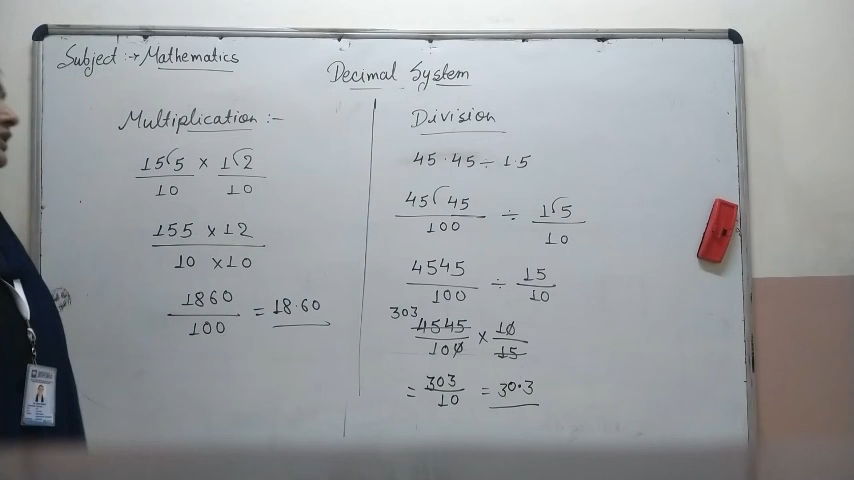 Subject :→ Mathematics
Decimal System
Multiplication :-
15 5 × 1 2
10 10
155 × 12
10 × 10
1860
100
= 18.60
Division
45.45 ÷ 1.5
45 45 ÷ 1 5
100 10
4545 ÷ 15
100 10
303
4545 × 10
100 15
= 303 = 30.3
10